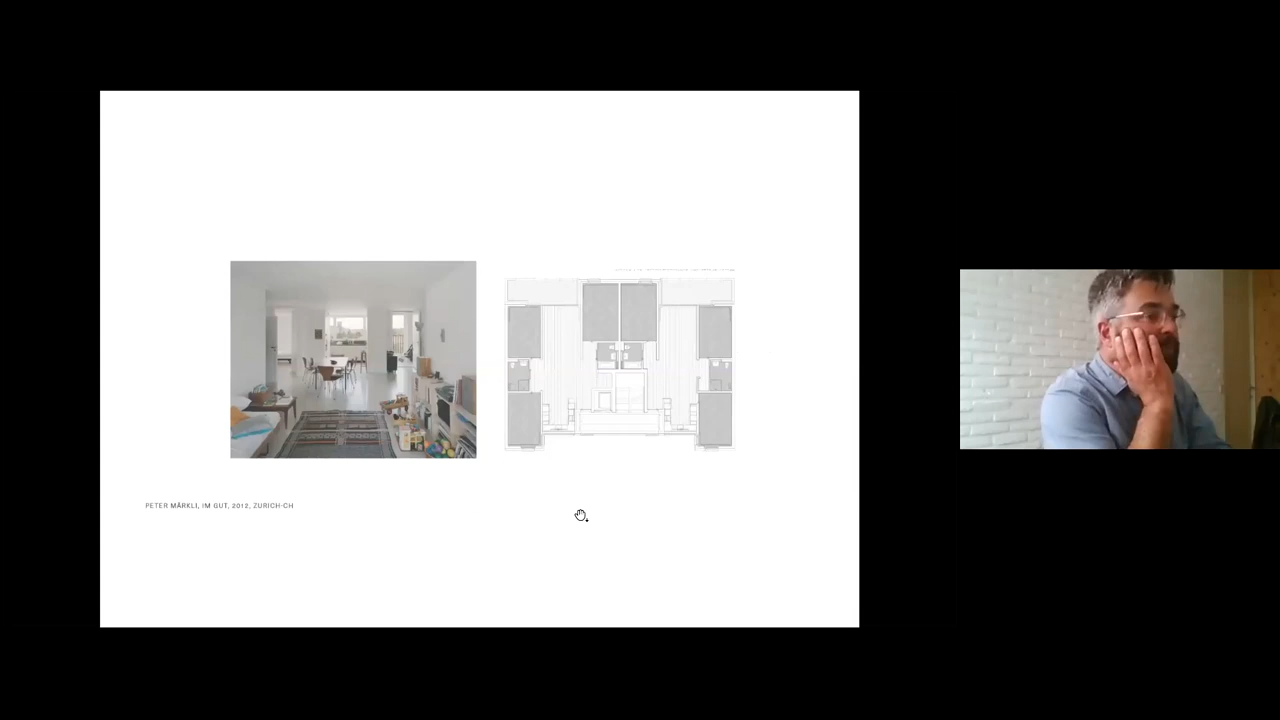 PETER MÄRKLI, IM GUT, 2012, ZURICH-CH